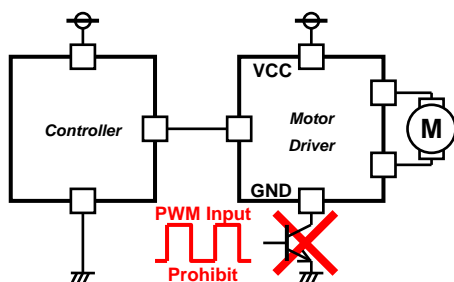 VCC
Controller
Motor
Driver
M
GND
PWM Input
Prohibit